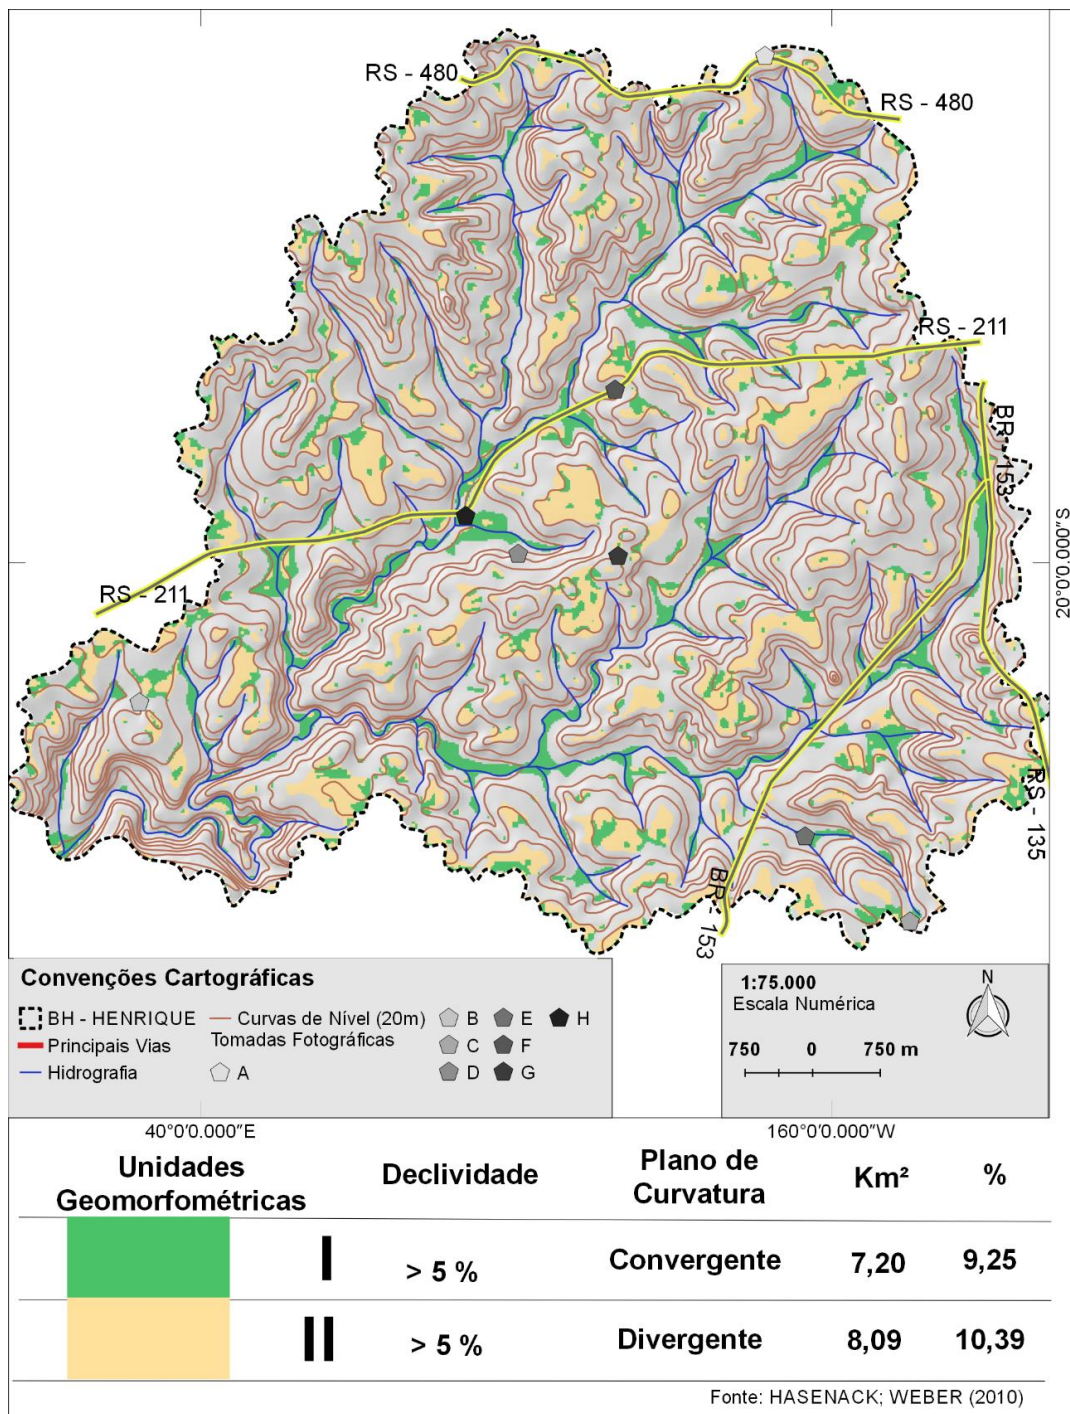 RS - 480
RS - 480
RS - 211
BR - 153
20°0'0.000"S
RS - 211
RS - 135
BR - 153
Convenções Cartográficas
BH - HENRIQUE
Curvas de Nível (20m)
B
E
H
Principais Vias
Tomadas Fotográficas
C
F
Hidrografia
A
D
G
1:75.000
Escala Numérica
N
750 0 750 m
40°0'0.000"E
160°0'0.000"W
Unidades Geomorfométricas
Declividade
Plano de Curvatura
Km²
%
I > 5 % Convergente 7,20 9,25
II > 5 % Divergente 8,09 10,39
Fonte: HASENACK; WEBER (2010)